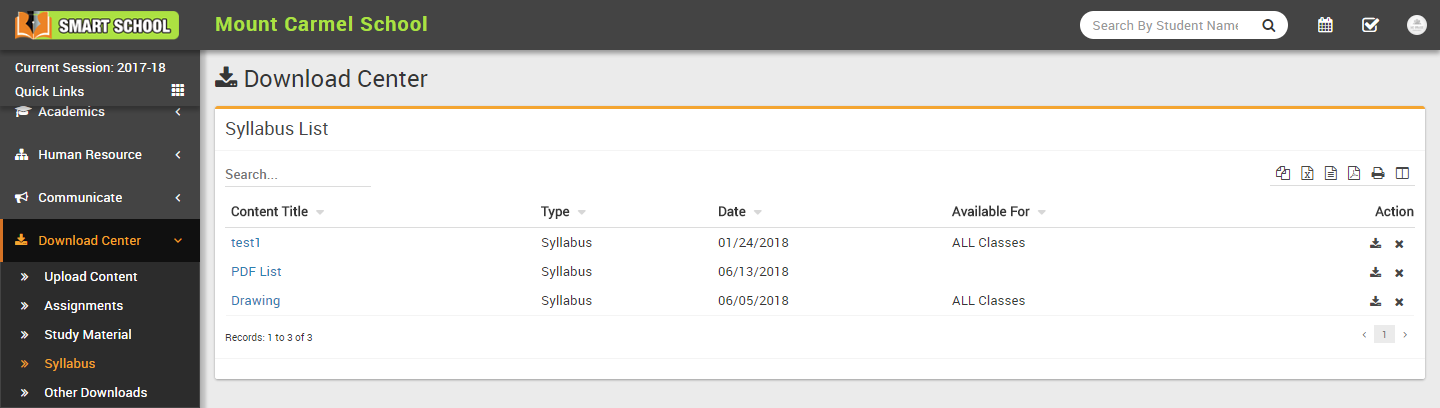 SMART SCHOOL
Mount Carmel School
Search By Student Name
Current Session: 2017-18
Quick Links
Academics
Human Resource
Communicate
Download Center
Upload Content
Assignments
Study Material
Syllabus
Other Downloads
Download Center
Syllabus List
Search...
Content Title Type Date Available For Action
test1 Syllabus 01/24/2018 ALL Classes
PDF List Syllabus 06/13/2018
Drawing Syllabus 06/05/2018 ALL Classes
Records: 1 to 3 of 3
1